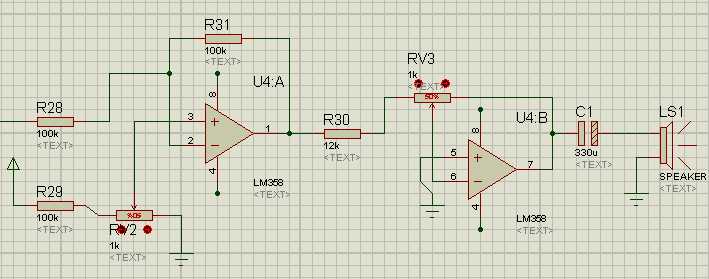 R31
100k
<TEXT>
U4:A
8
3
2
1
4
LM358
<TEXT>
R28
100k
<TEXT>
R29
100k
<TEXT>
50%
RV2
1k
<TEXT>
R30
12k
<TEXT>
RV3
1k
<TEXT>
50%
U4:B
8
5
6
7
4
LM358
<TEXT>
C1
330u
<TEXT>
LS1
SPEAKER
<TEXT>